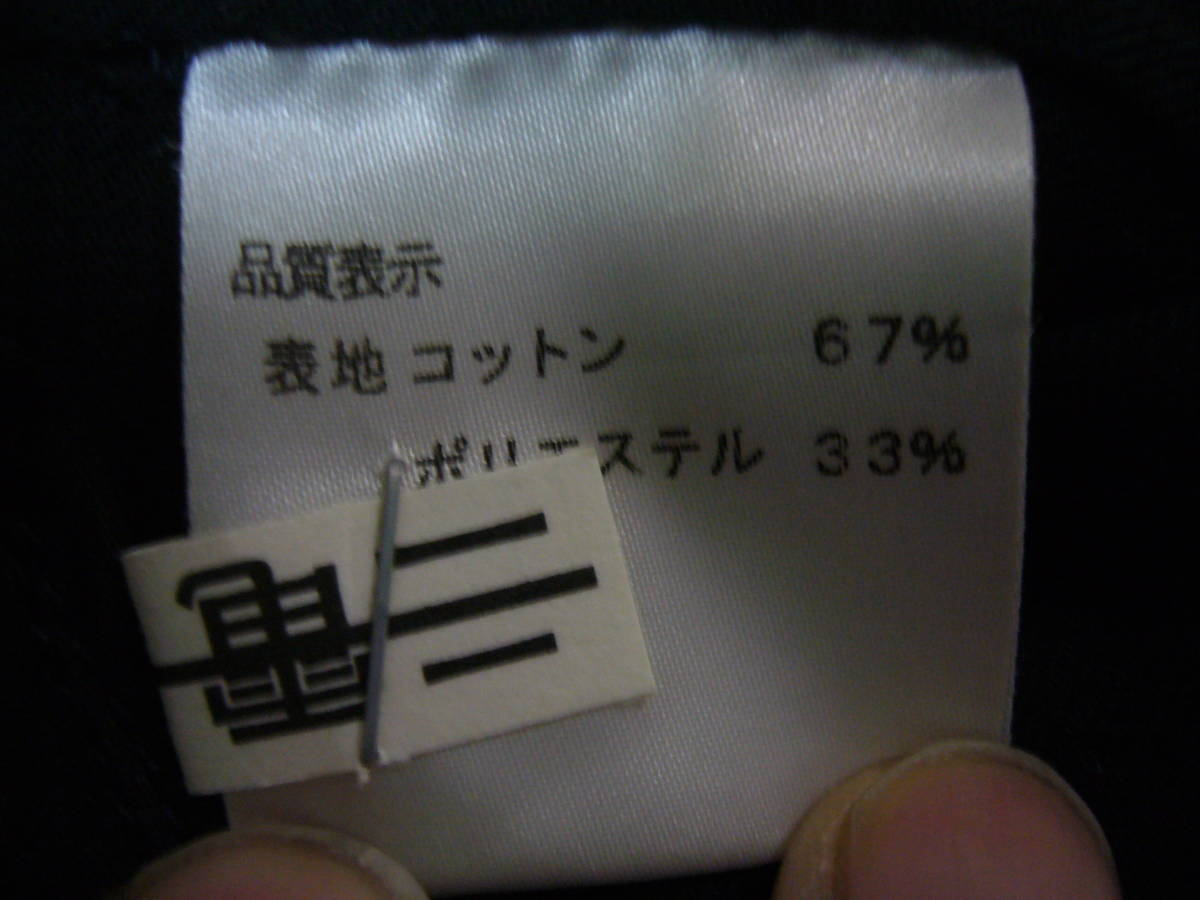 品質表示
表地 コットン 67%
ポリエステル 33%